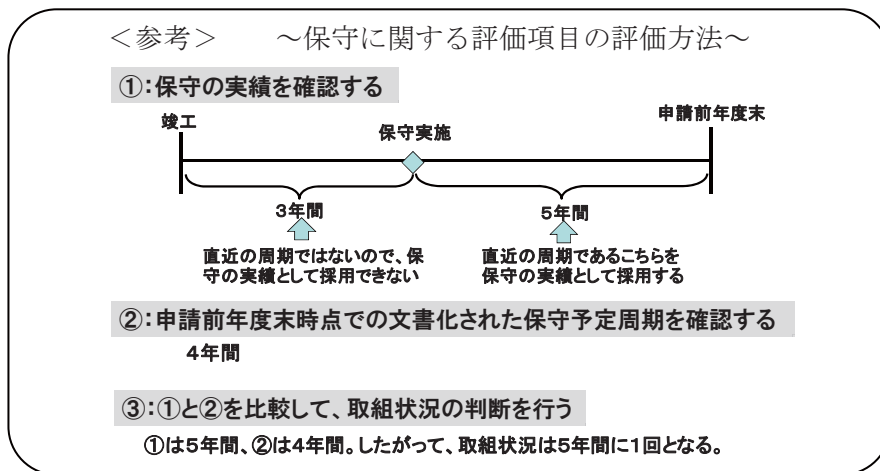 ＜参考＞　　～保守に関する評価項目の評価方法～
①：保守の実績を確認する
竣工
保守実施
申請前年度末
3年間
5年間
直近の周期ではないので、保
守の実績として採用できない
直近の周期であるこちらを
保守の実績として採用する
②：申請前年度末時点での文書化された保守予定周期を確認する
4年間
③：①と②を比較して、取組状況の判断を行う
①は5年間、②は4年間。したがって、取組状況は5年間に1回となる。